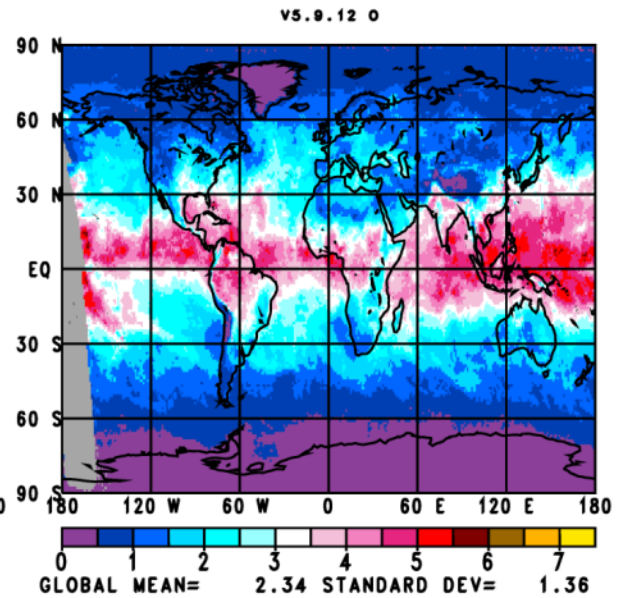 V5.9.12 0
90 N
60 N
30 N
EQ
30 S
60 S
90 S
180 120 W 60 W 0 60 E 120 E 180
0 1 2 3 4 5 6 7
GLOBAL MEAN= 2.34 STANDARD DEV= 1.36